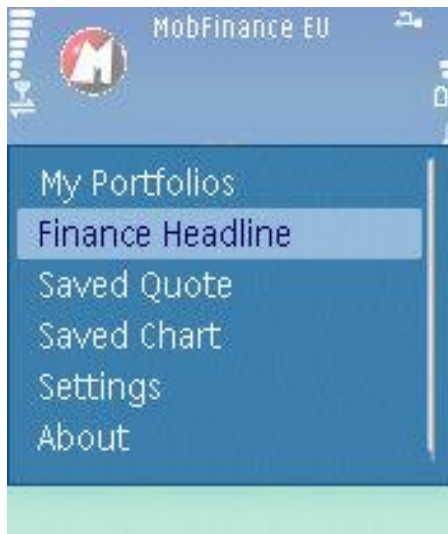 MobFinance EU
My Portfolios
Finance Headline
Saved Quote
Saved Chart
Settings
About